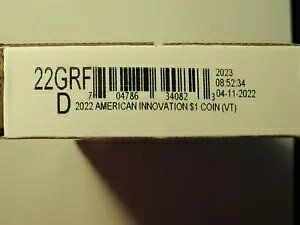 22GRF
D
7 04786 34082 3
2023
08:52:34
04-11-2022
2022 AMERICAN INNOVATION $1 COIN (VT)